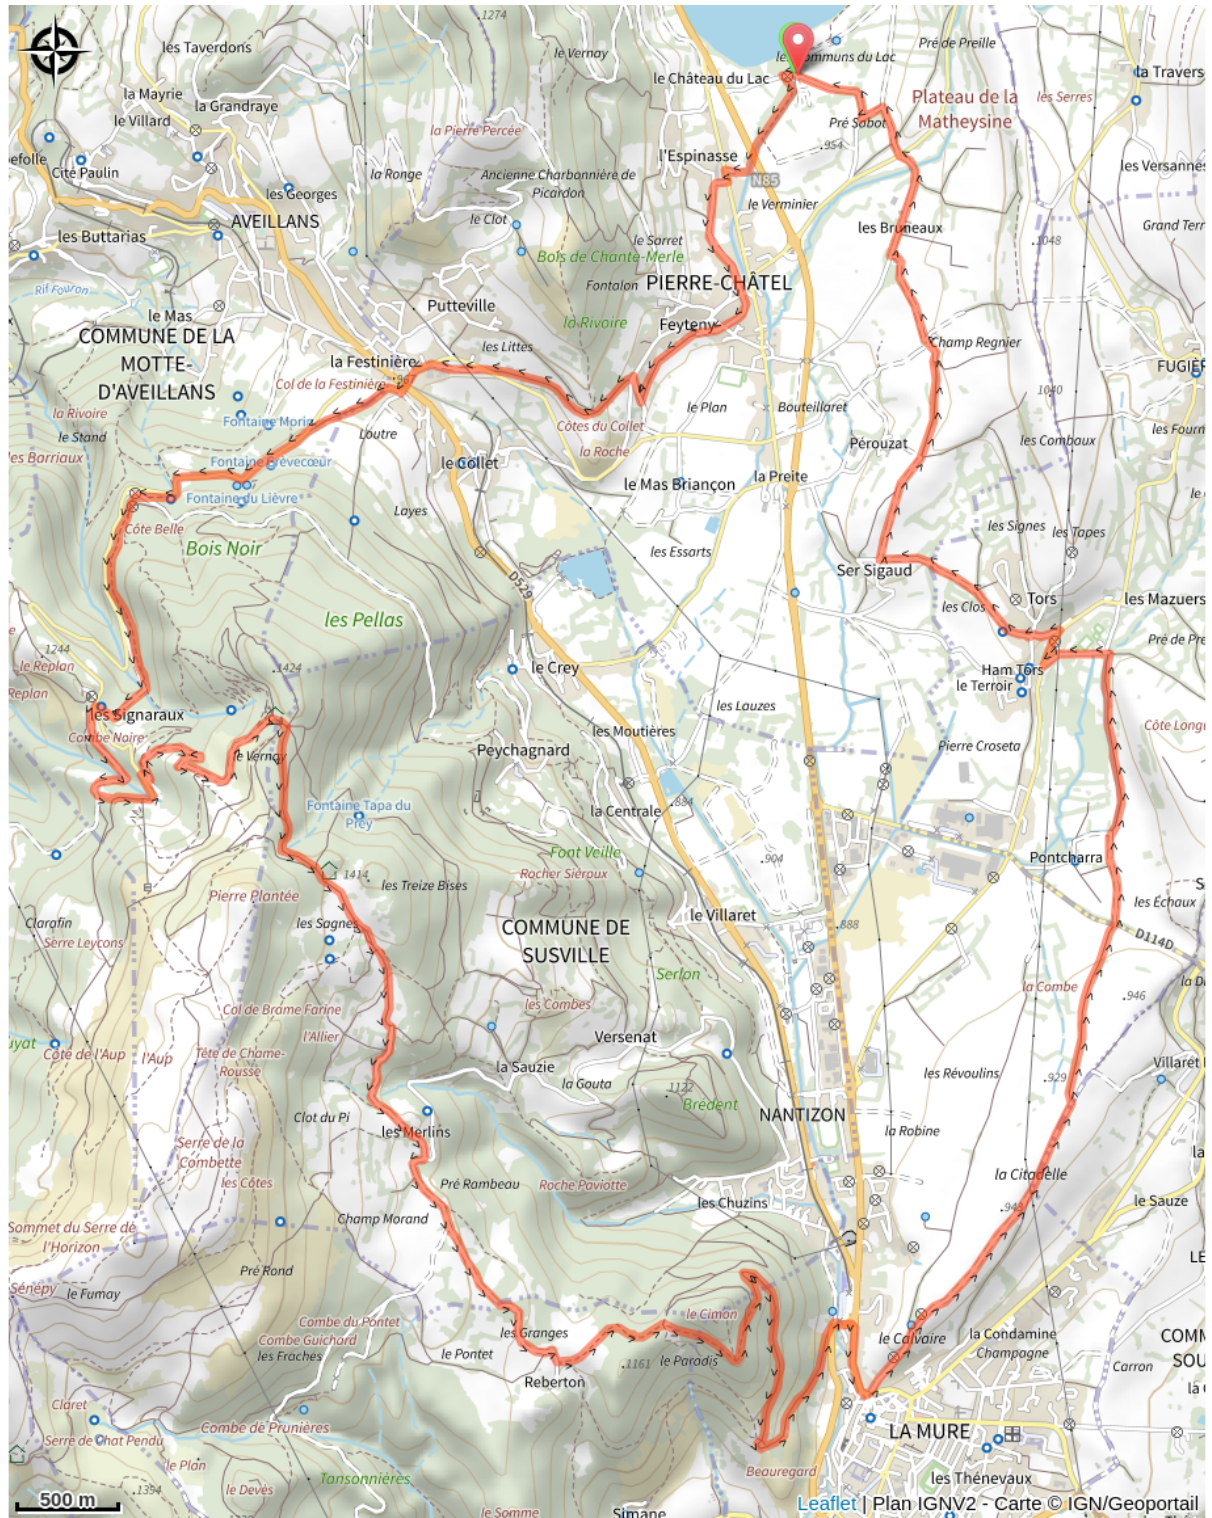 .1274
les Taverdons
le Vernay
Pré de Preille
les Communs du Lac
le Château du Lac
la Mayrie
la Grandraye
le Villard
Plateau de la
Matheysine
les Serres
la Pierre Percée
Pré Sabot
.954
l'Espinasse
Cité Paulin
la Ronge
Ancienne Charbonnière de
Picardon
N85
les Georges
le Verminier
AVEILLANS
le Clot
les Buttarias
les Bruneaux
Grand Terr
le Sarret
.1048
Bois de Chante-Merle
Rif Fouron
Fontalon
PIERRE-CHÂTEL
Putteville
le Mas
la Rivoire
Feyteny
COMMUNE DE LA
MOTTE-
D'AVEILLANS
les Littes
Champ Regnier
la Festinière
Col de la Festinière
1040
le Plan
Bouteillaret
la Rivoire
Fontaine Morin
Côtes du Collet
le Stand
Loutre
la Roche
Pérouzat
les Combaux
les Barriaux
Fontaine Brèvecœur
le Collet
le Mas Briançon
la Preite
Fontaine du Lièvre
Layes
Côte Belle
les Signes
les Tapes
Bois Noir
les Essarts
Ser Sigaud
D529
les Pellas
les Clos
Tors
les Mazuers
1244
le Replan
.1424
le Crey
Ham Tors
le Terroir
Replan
les Signaraux
les Lauzes
Combe Noire
les Moutières
Côte Longu
le Vernay
Peychagnard
Pierre Croseta
Fontaine Tapa du
Prey
la Centrale
.884
Font Veille
.904
Pontcharra
Rocher Siéroux
1414
les Treize Bises
Pierre Plantée
les Échaux
le Villaret
Clarafin
les Sagnes
COMMUNE DE
SUSVILLE
.888
D114D
Serre Leycons
Serlon
la Combe
.946
les Combes
Col de Brame Farine
l'Allier
Versenat
Côte de l'Aup
l'Aup
Tête de Chame-
Rousse
la Sauzie
la Gouta
1122
les Révoulins
.929
Villaret
Brédent
NANTIZON
Clot du Pi
les Merlins
la Robine
Serre de la
Combette
les Côtes
Pré Rambeau
Roche Paviotte
la Citadelle
les Chuzins
le Sauze
Champ Morand
Sommet du Serre de
l'Horizon
Pré Rond
Sénépy
le Fumay
le Cimon
Combe du Pontet
Combe Guichard
les Fraches
les Granges
le Calvaire
la Condamine
Champagne
le Pontet
.1161
le Paradis
Carron
Reberton
Claret
Combe de Prunières
LA MURE
Serre de Chat Pendu
le Plan
Beauregard
Tansonnières
les Thénevaux
.1354
le Devès
500 m
le Somme
Simane
Leaflet | Plan IGNV2 - Carte © IGN/Geoportail